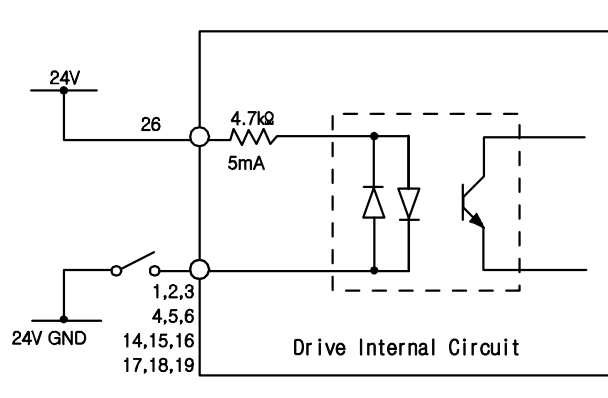 24V
26
4.7kΩ
5mA
1,2,3
4,5,6
24V GND
14,15,16
17,18,19
Drive Internal Circuit